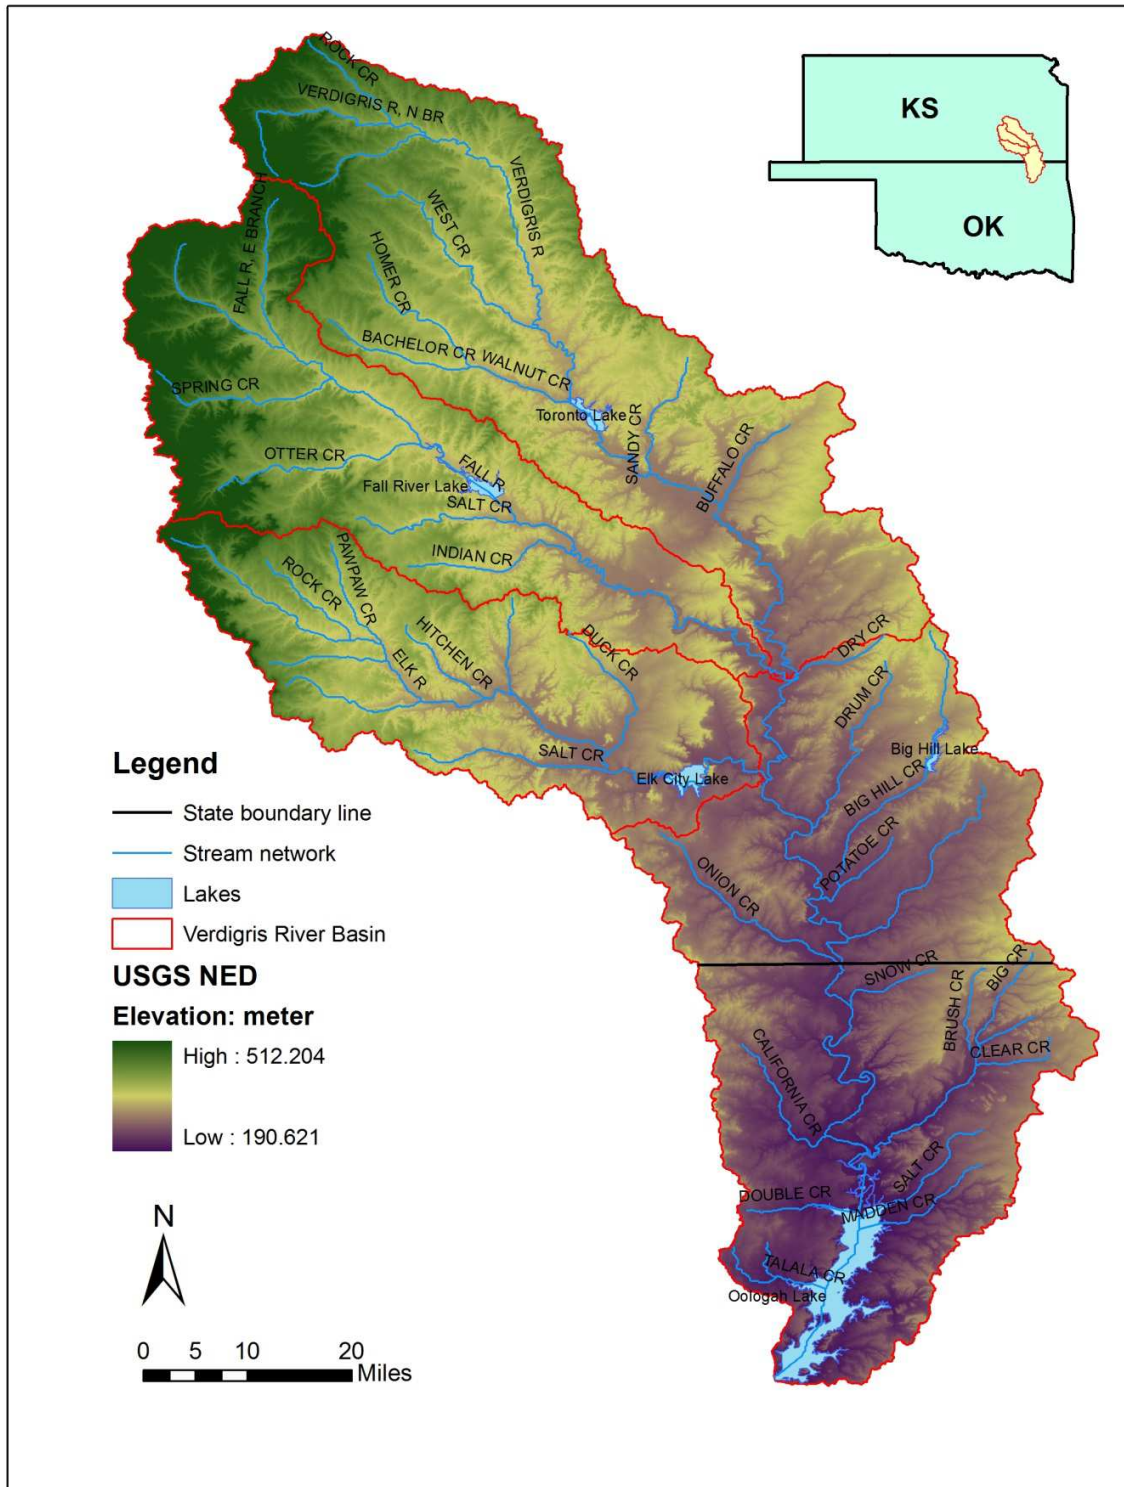 ROCK CR
VERDIGRIS R, N BR
VERDIGRIS R
WEST CR
HOMER CR
FALL R, E BRANCH
BACHELOR CR
WALNUT CR
Toronto Lake
SPRING CR
SANDY CR
BUFFALO CR
OTTER CR
FALL R
Fall River Lake
SALT CR
INDIAN CR
PAWPAW CR
ROCK CR
HITCHEN CR
ELK R
DUCK CR
DRY CR
DRUM CR
SALT CR
Elk City Lake
Big Hill Lake
BIG HILL CR
POTATOE CR
ONION CR
SNOW CR
BRUSH CR
BIG CR
CLEAR CR
CALIFORNIA CR
SALT CR
DOUBLE CR
MADDEN CR
TALALA CR
Oologah Lake
KS
OK
Legend
State boundary line
Stream network
Lakes
Verdigris River Basin
USGS NED
Elevation: meter
High : 512.204
Low : 190.621
N
0 5 10 20
Miles